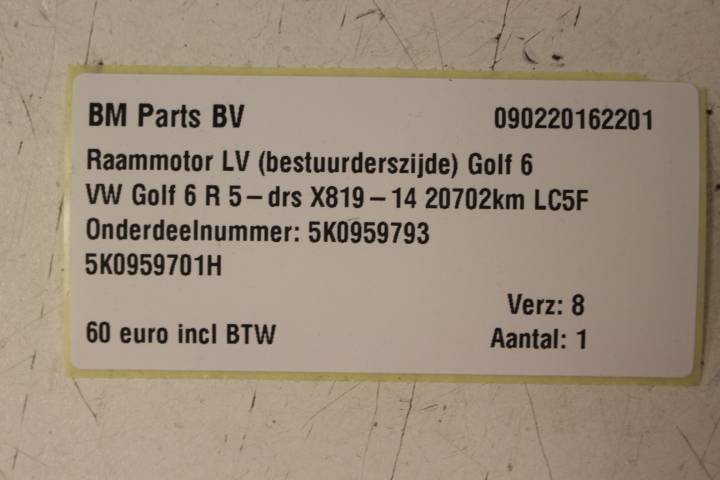 BM Parts BV 090220162201
Raammotor LV (bestuurderszijde) Golf 6
VW Golf 6 R 5-drs X819-14 20702km LC5F
Onderdeelnummer: 5K0959793
5K0959701H
Verz: 8
60 euro incl BTW Aantal: 1